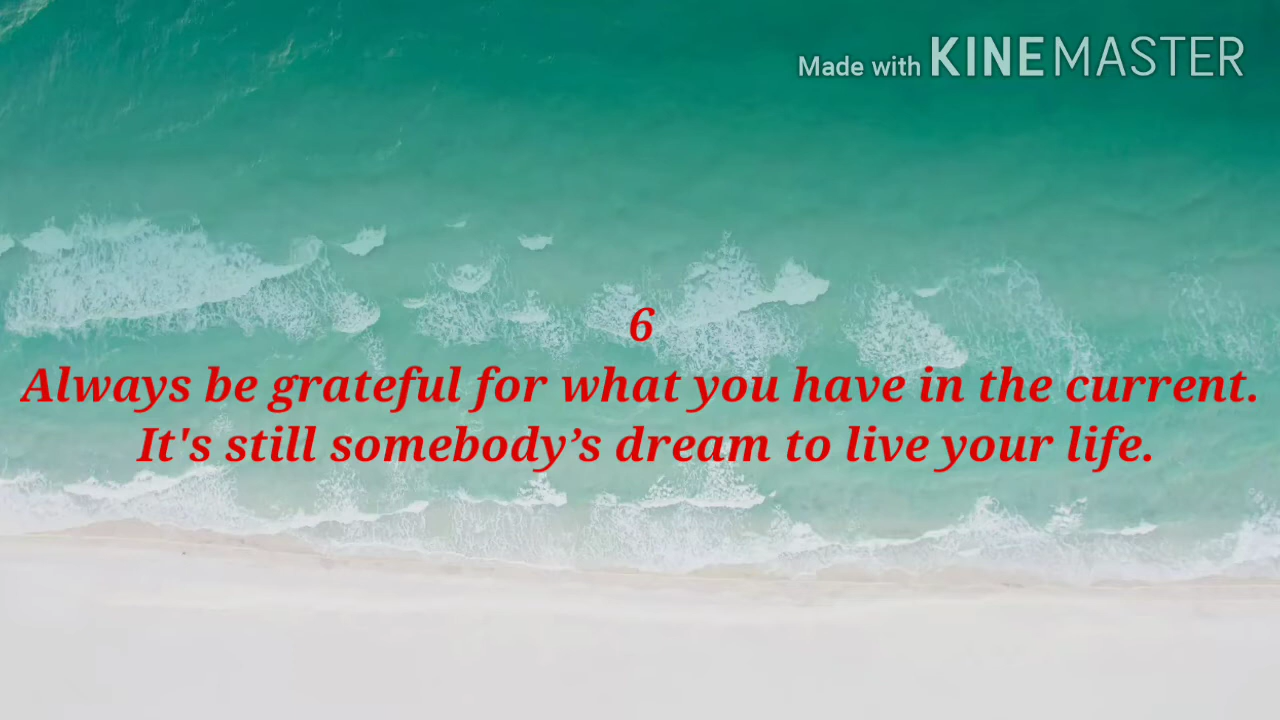 Made with KINEMASTER
6
Always be grateful for what you have in the current.
It's still somebody’s dream to live your life.